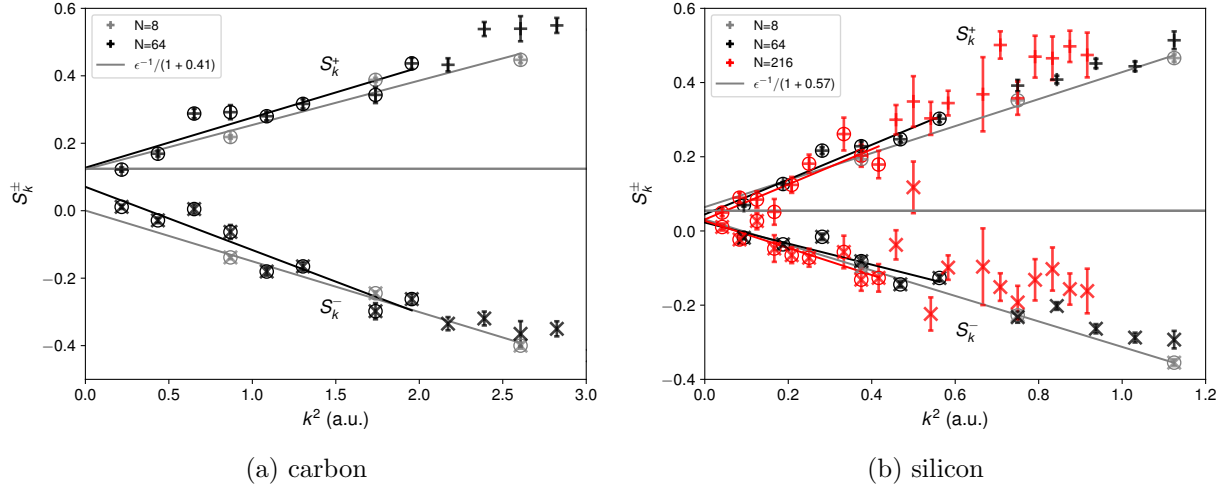 0.6
0.4
0.2
0.0
−0.2
−0.4
S_k^±
N=8
N=64
ϵ^{-1}/(1 + 0.41)
S_k^+
S_k^-
0.0 0.5 1.0 1.5 2.0 2.5 3.0
k^2 (a.u.)
(a) carbon
0.6
0.4
0.2
0.0
−0.2
−0.4
S_k^±
N=8
N=64
N=216
ϵ^{-1}/(1 + 0.57)
S_k^+
S_k^-
0.0 0.2 0.4 0.6 0.8 1.0 1.2
k^2 (a.u.)
(b) silicon